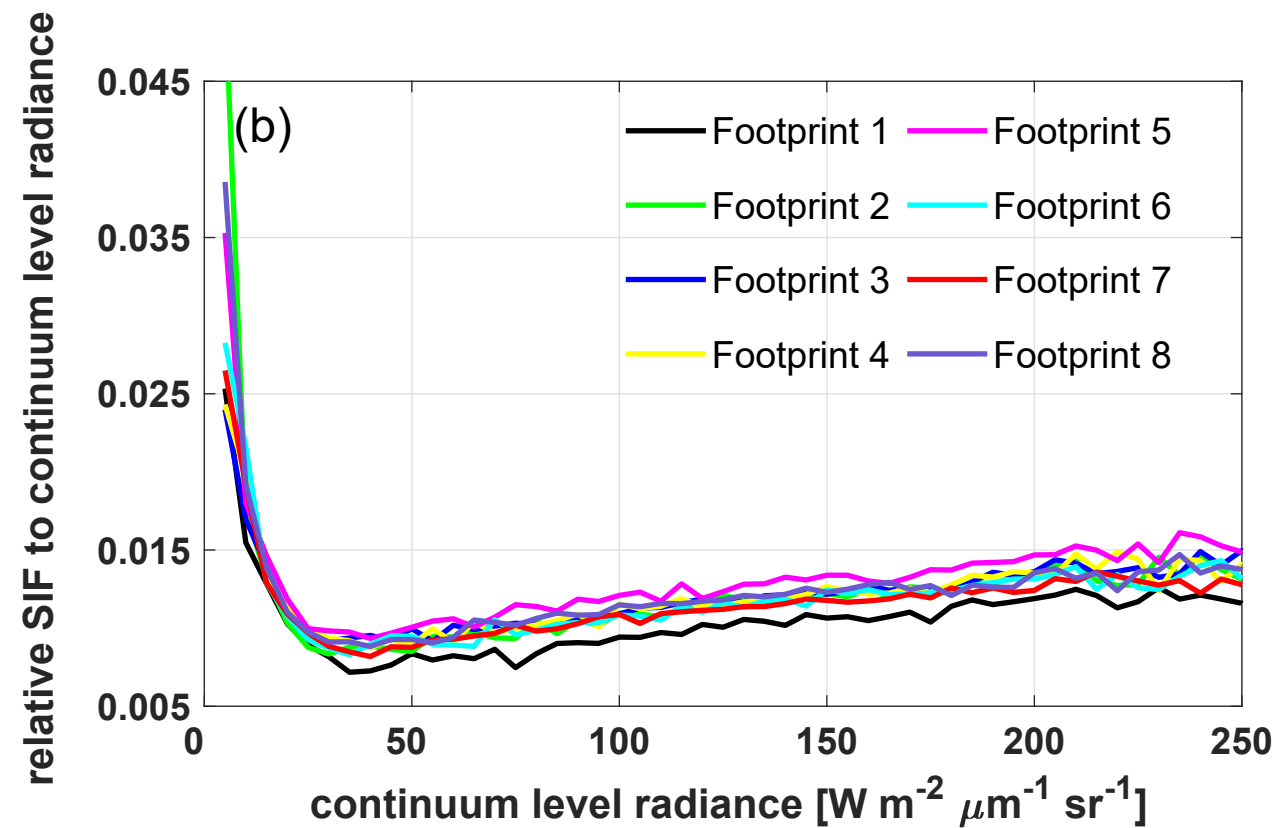 relative SIF to continuum level radiance
(b)
0.045
0.035
0.025
0.015
0.005
Footprint 1
Footprint 2
Footprint 3
Footprint 4
Footprint 5
Footprint 6
Footprint 7
Footprint 8
0 50 100 150 200 250
continuum level radiance [W m⁻² μm⁻¹ sr⁻¹]